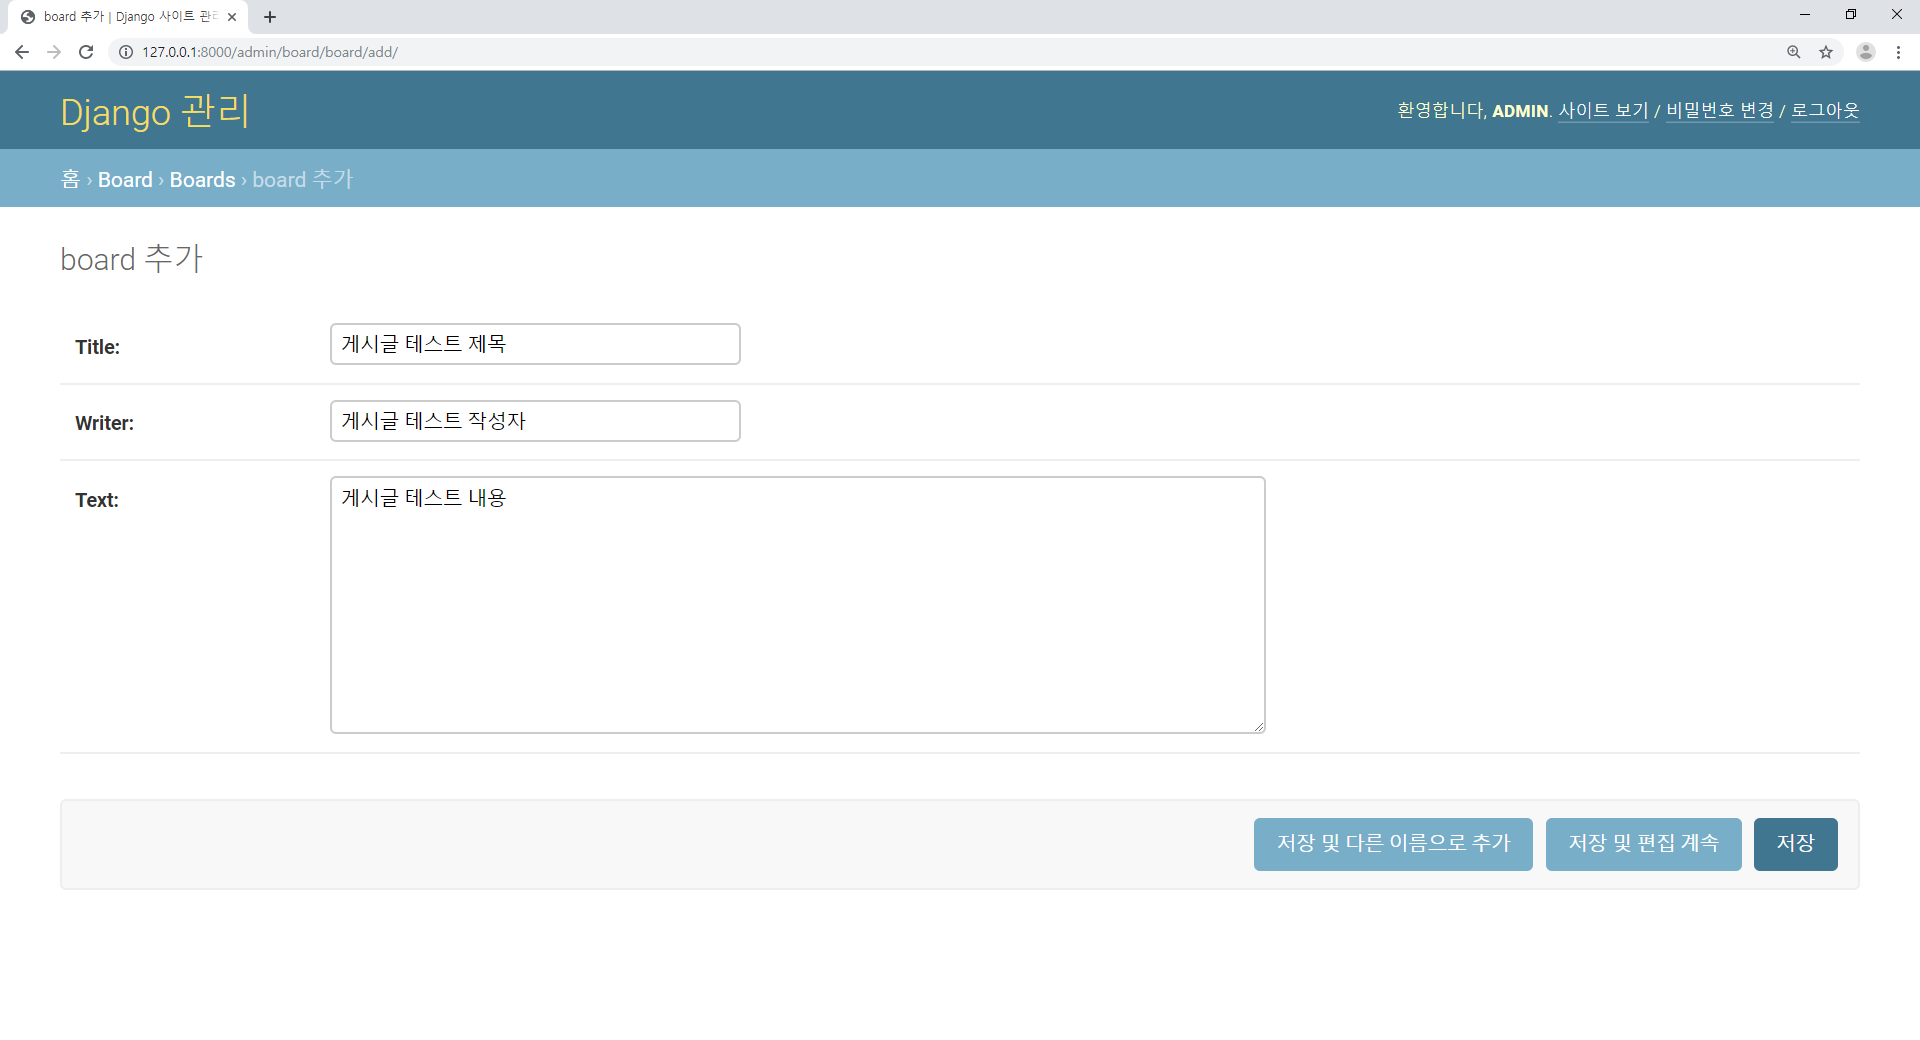 board 추가 | Django 사이트 관리
127.0.0.1:8000/admin/board/board/add/
Django 관리
환영합니다, ADMIN. 사이트 보기 / 비밀번호 변경 / 로그아웃
홈 › Board › Boards › board 추가
board 추가
Title: 게시글 테스트 제목
Writer: 게시글 테스트 작성자
Text: 게시글 테스트 내용
저장 및 다른 이름으로 추가 저장 및 편집 계속 저장